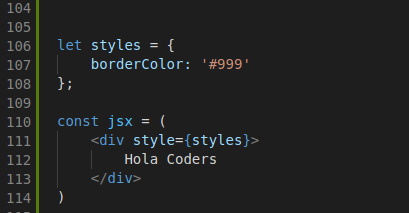 104
105
106 let styles = {
107 borderColor: '#999'
108 };
109
110 const jsx = (
111 <div style={styles}>
112 Hola Coders
113 </div>
114 )